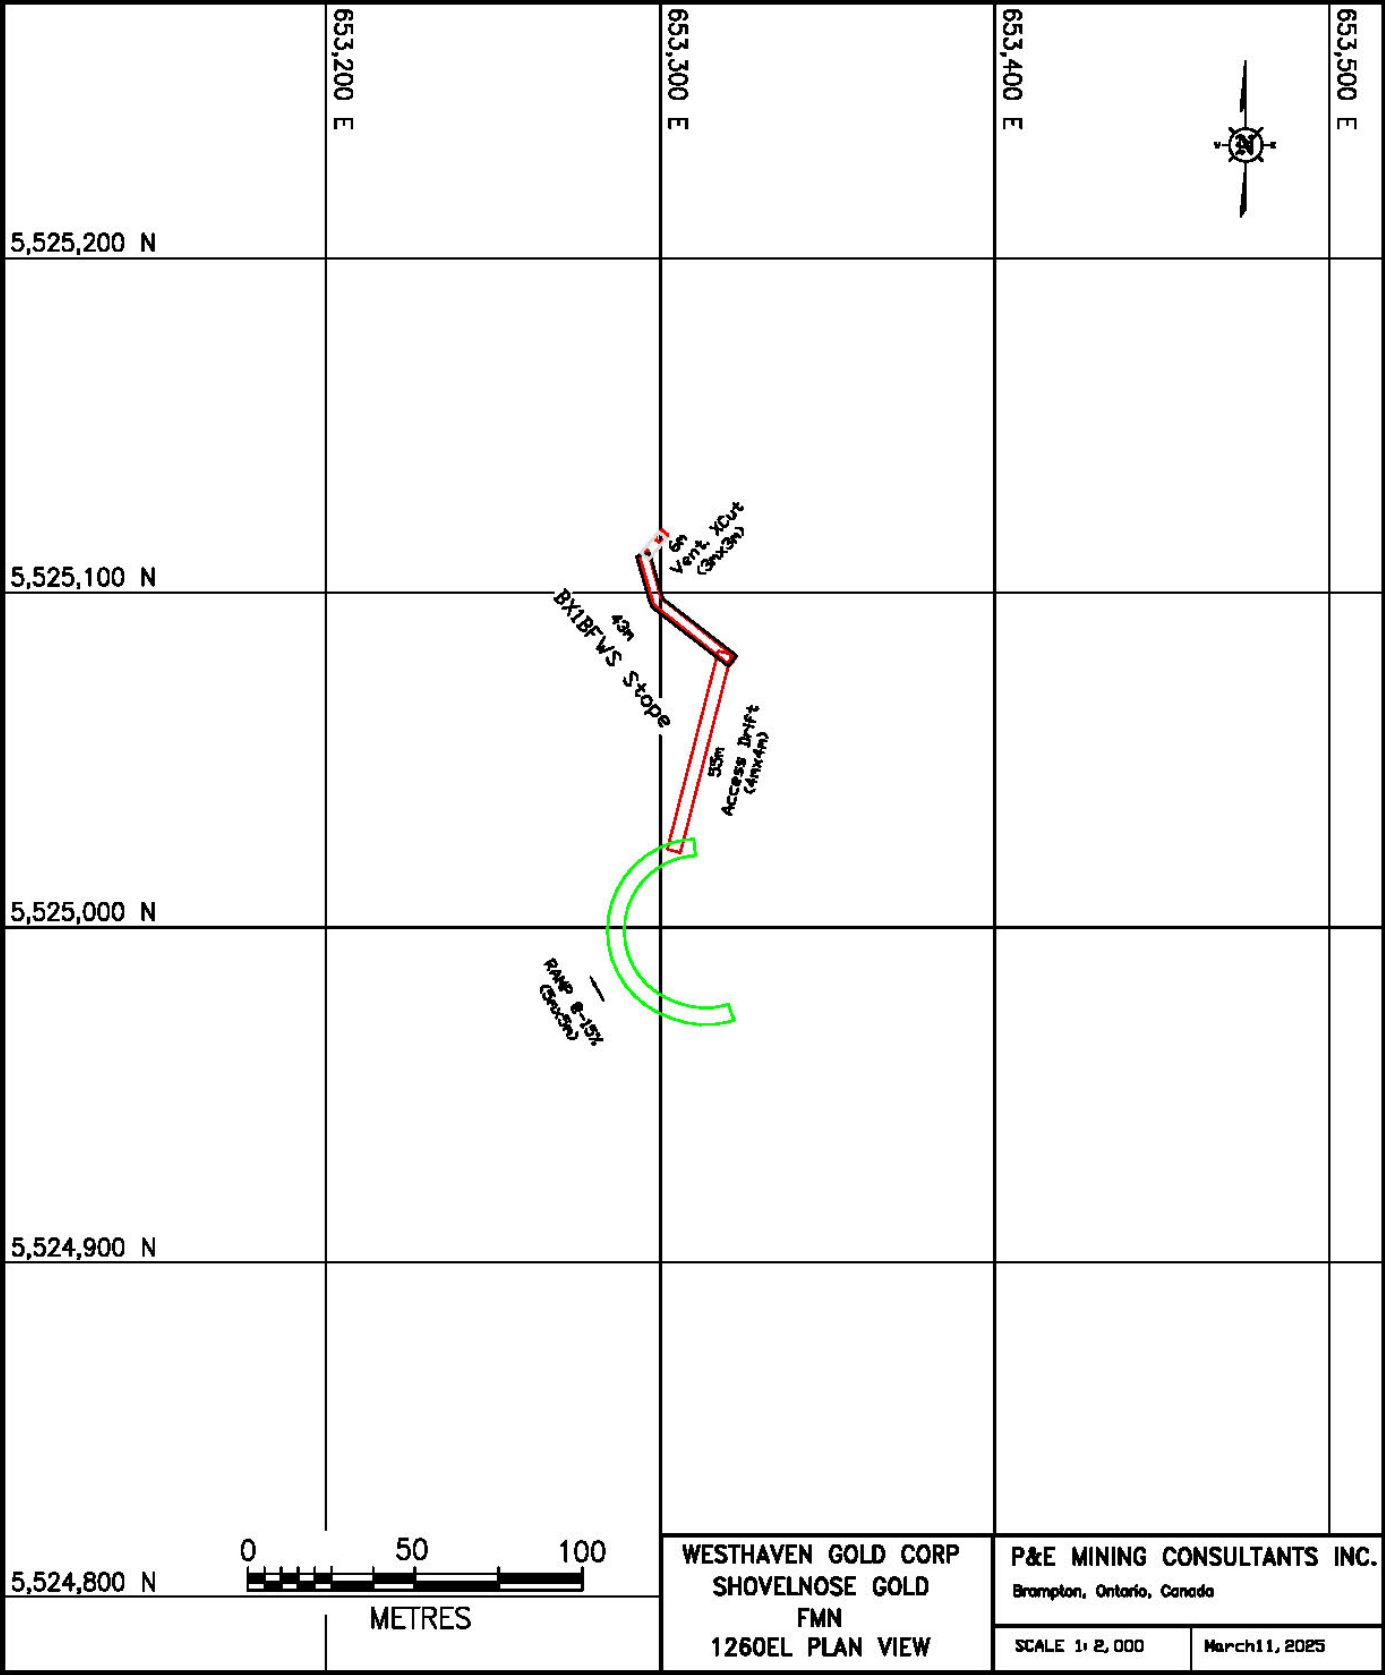 653,200 E
653,300 E
653,400 E
653,500 E
N
5,525,200 N
6m
Vent. XCut
(3mx3m)
5,525,100 N
43m
BX1BFWS Stope
55m
Access Drift
(4mx4m)
5,525,000 N
RAMP @-15%
(5mx5m)
5,524,900 N
5,524,800 N
0 50 100
METRES
WESTHAVEN GOLD CORP
SHOVELNOSE GOLD
FMN
1260EL PLAN VIEW
P&E MINING CONSULTANTS INC.
Brampton, Ontario, Canada
SCALE 1: 2,000
March11, 2025